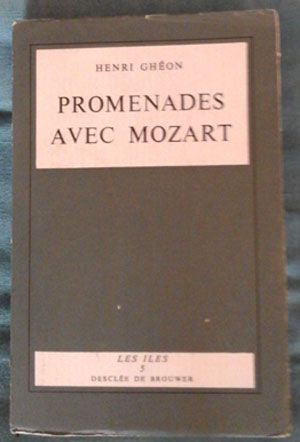 HENRI GHÉON
PROMENADES
AVEC MOZART
LES ILES
5
DESCLÉE DE BROUWER